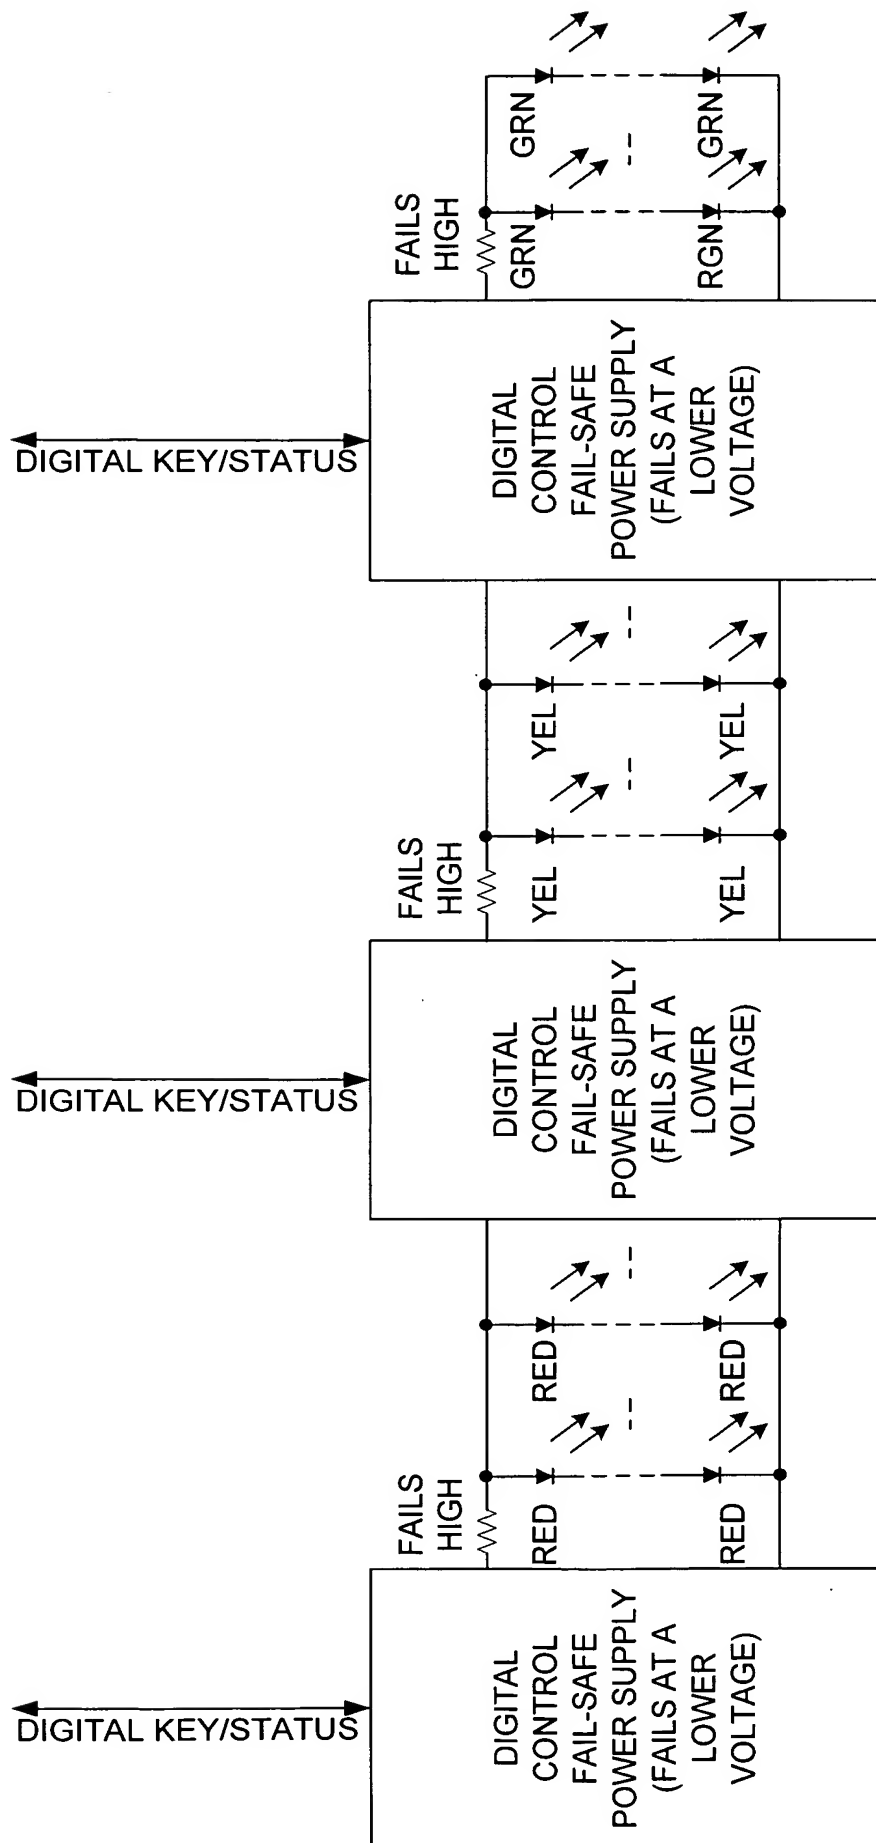 DIGITAL KEY/STATUS
DIGITAL
CONTROL
FAIL-SAFE
POWER SUPPLY
(FAILS AT A
LOWER
VOLTAGE)
FAILS
HIGH
RED
RED
RED
RED
DIGITAL KEY/STATUS
DIGITAL
CONTROL
FAIL-SAFE
POWER SUPPLY
(FAILS AT A
LOWER
VOLTAGE)
FAILS
HIGH
YEL
YEL
YEL
YEL
DIGITAL KEY/STATUS
DIGITAL
CONTROL
FAIL-SAFE
POWER SUPPLY
(FAILS AT A
LOWER
VOLTAGE)
FAILS
HIGH
GRN
GRN
RGN
GRN